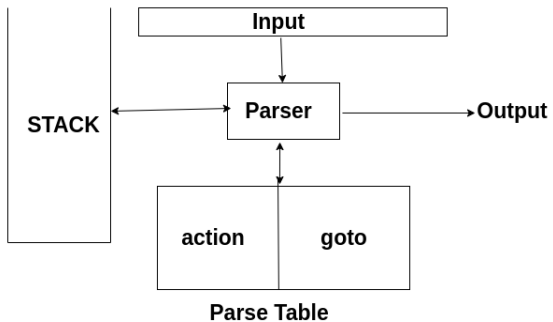 Input
STACK
Parser
Output
action
goto
Parse Table